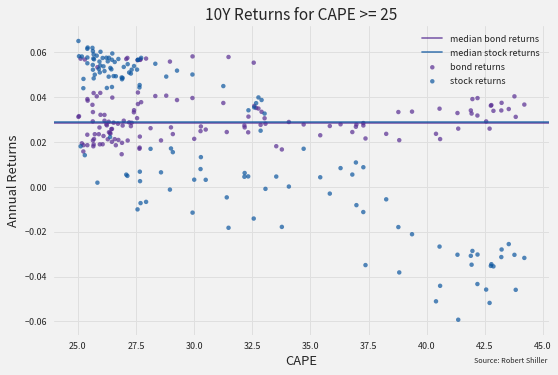 10Y Returns for CAPE >= 25
median bond returns
median stock returns
bond returns
stock returns
Annual Returns
0.06
0.04
0.02
0.00
−0.02
−0.04
−0.06
25.0 27.5 30.0 32.5 35.0 37.5 40.0 42.5 45.0
CAPE
Source: Robert Shiller